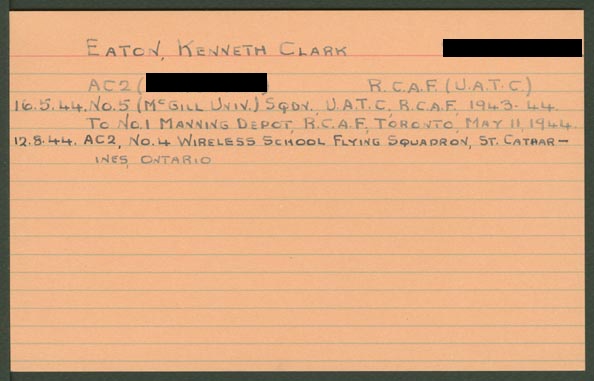 EATON, KENNETH CLARK
AC2 ( ) R.C.A.F. (U.A.T.C.)
16.5.44. No.5 (McGILL UNIV.) SQDN., U.A.T.C., R.C.A.F., 1943-44.
TO No.1 MANNING DEPOT, R.C.A.F., TORONTO, MAY 11, 1944.
12.8.44. AC2, No.4 WIRELESS SCHOOL FLYING SQUADRON, ST. CATHAR-
INES, ONTARIO